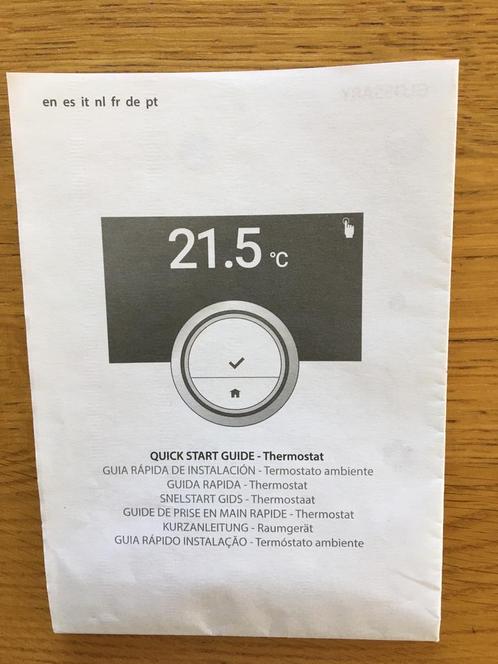 en es it nl fr de pt
GLOSSARY
21.5 °C
QUICK START GUIDE - Thermostat
GUIA RÁPIDA DE INSTALACIÓN - Termostato ambiente
GUIDA RAPIDA - Thermostat
SNELSTART GIDS - Thermostaat
GUIDE DE PRISE EN MAIN RAPIDE - Thermostat
KURZANLEITUNG - Raumgerät
GUIA RÁPIDO INSTALAÇÃO - Termóstato ambiente